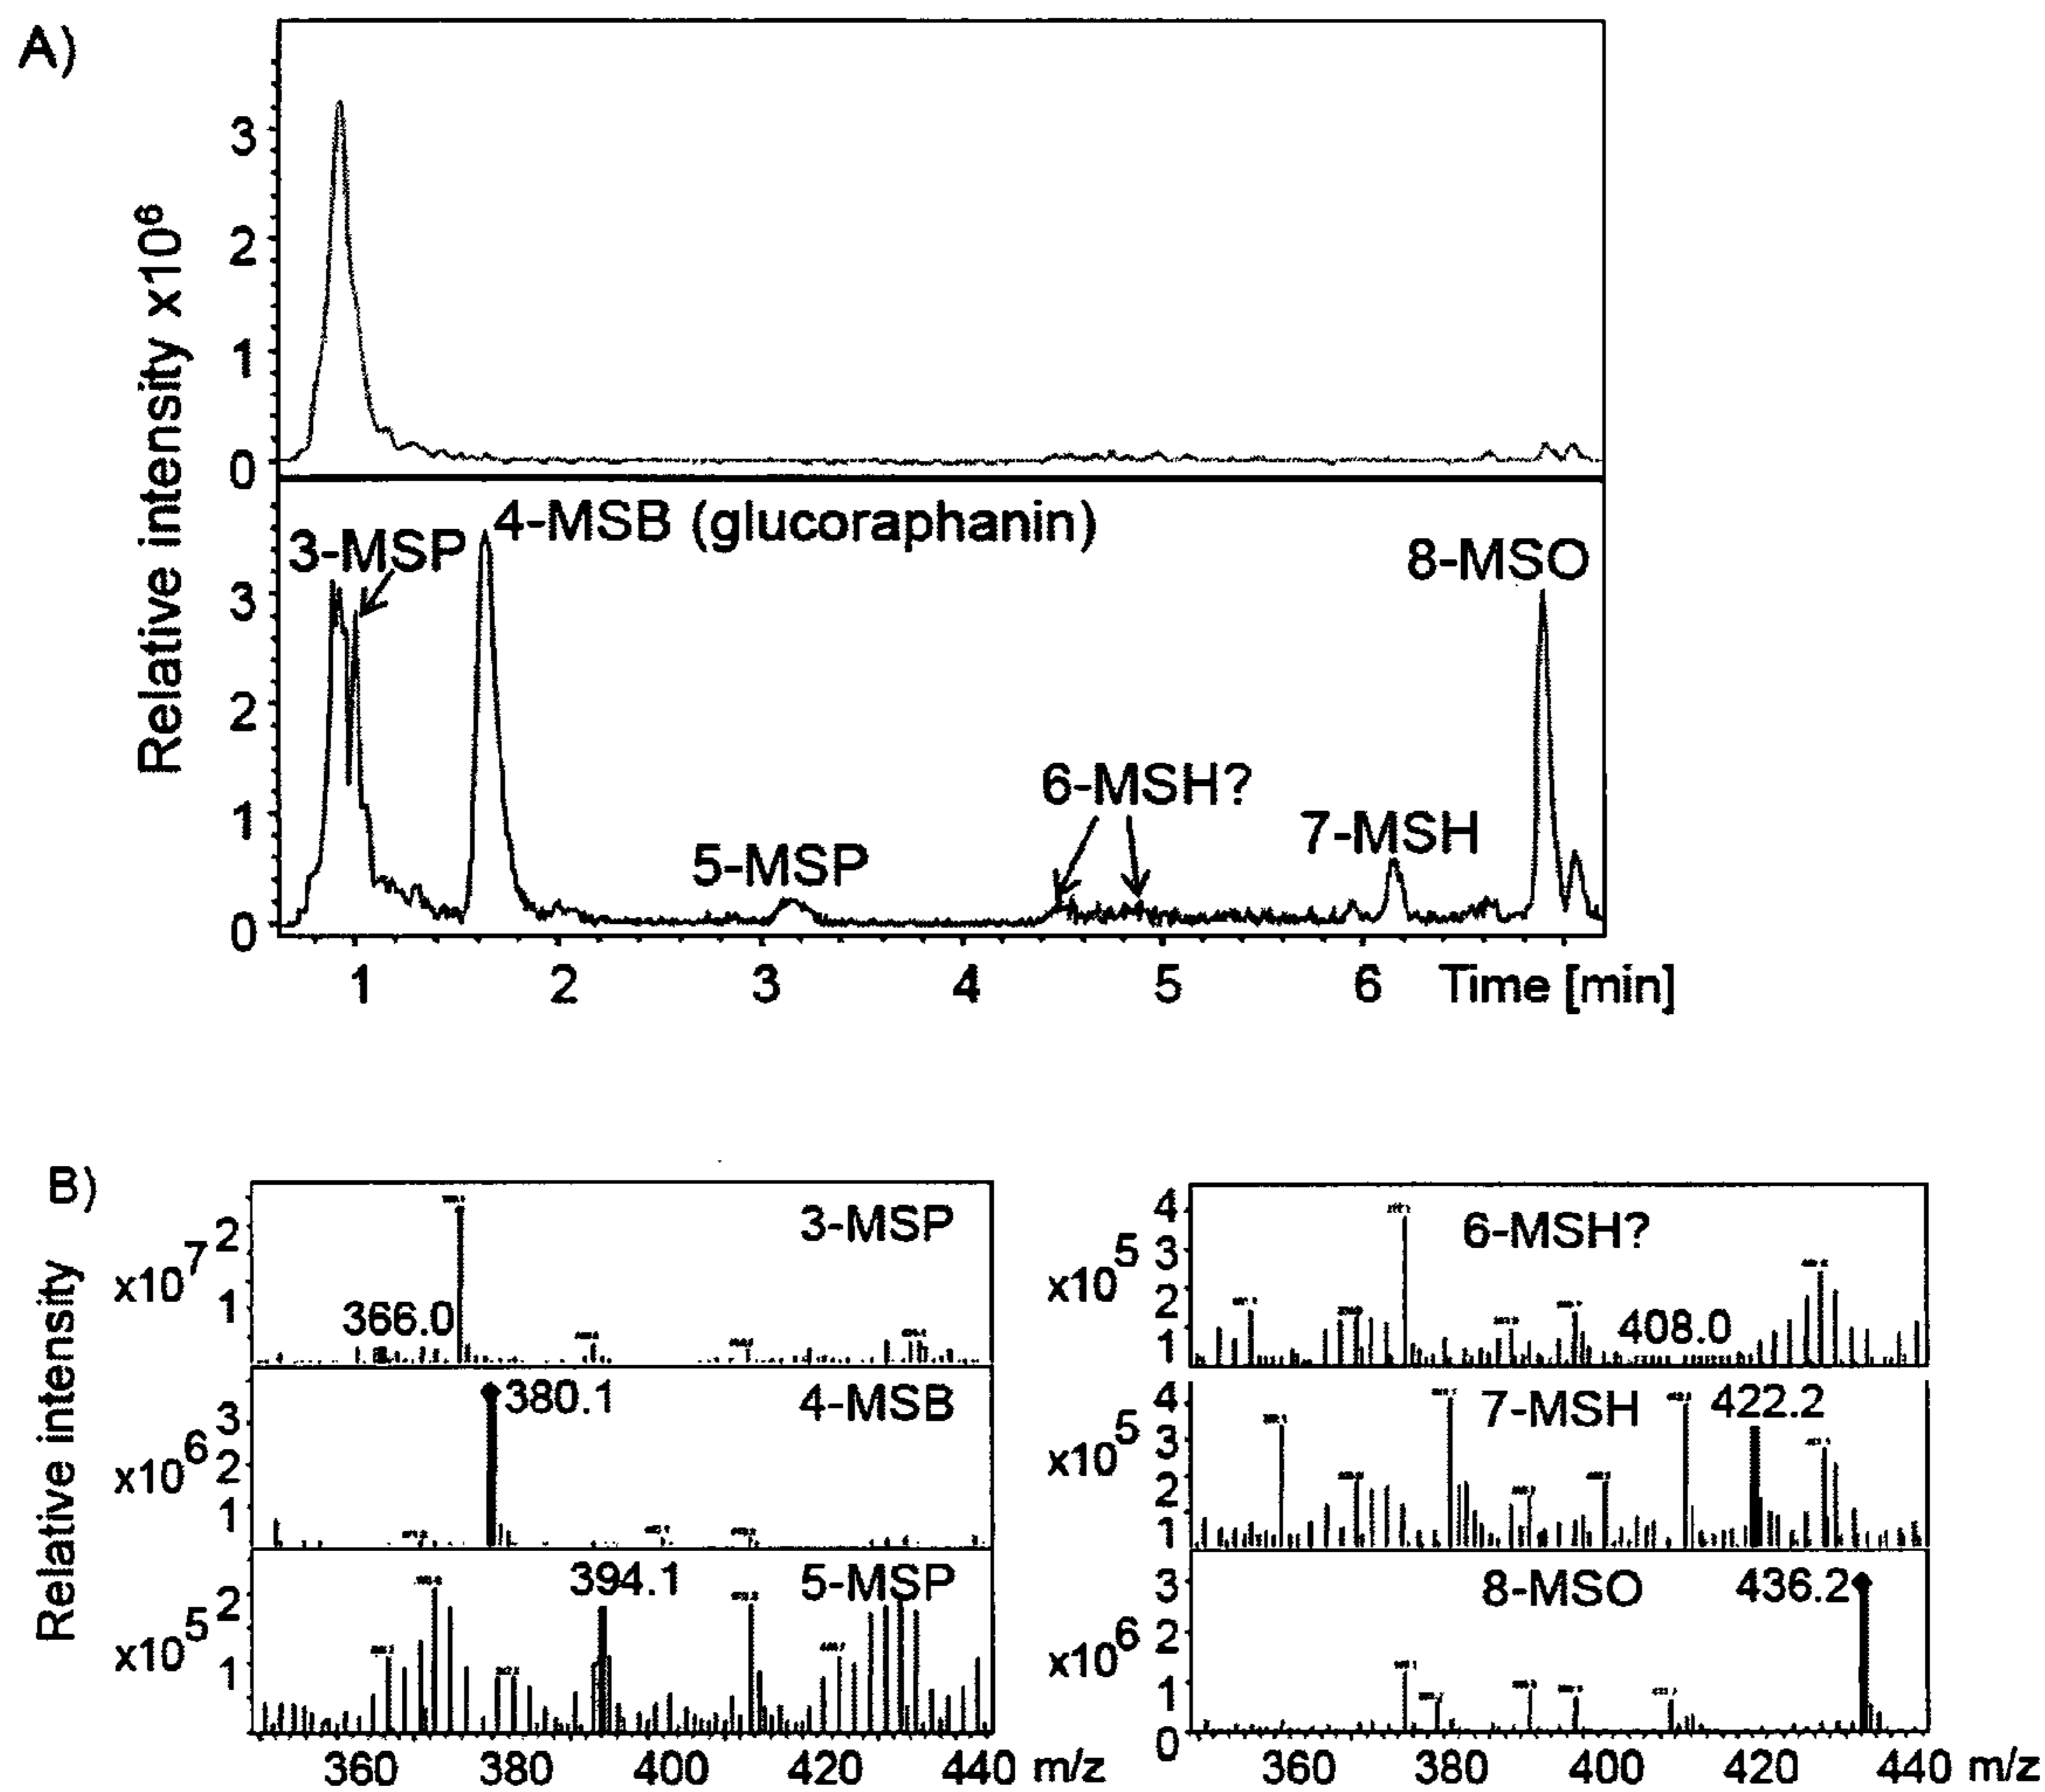 A)
Relative intensity x10⁶
3
2
1
0
3-MSP
4-MSB (glucoraphanin)
8-MSO
3
2
1
0
6-MSH?
7-MSH
5-MSP
1 2 3 4 5 6 Time [min]
B)
Relative intensity
x10⁷
2
1
366.0
3-MSP
x10⁶
3
2
1
380.1
4-MSB
x10⁵
2
1
394.1
5-MSP
360 380 400 420 440 m/z
x10⁵
4
3
2
1
6-MSH?
408.0
x10⁵
4
3
2
1
7-MSH
422.2
x10⁶
3
2
1
0
8-MSO
436.2
360 380 400 420 440 m/z